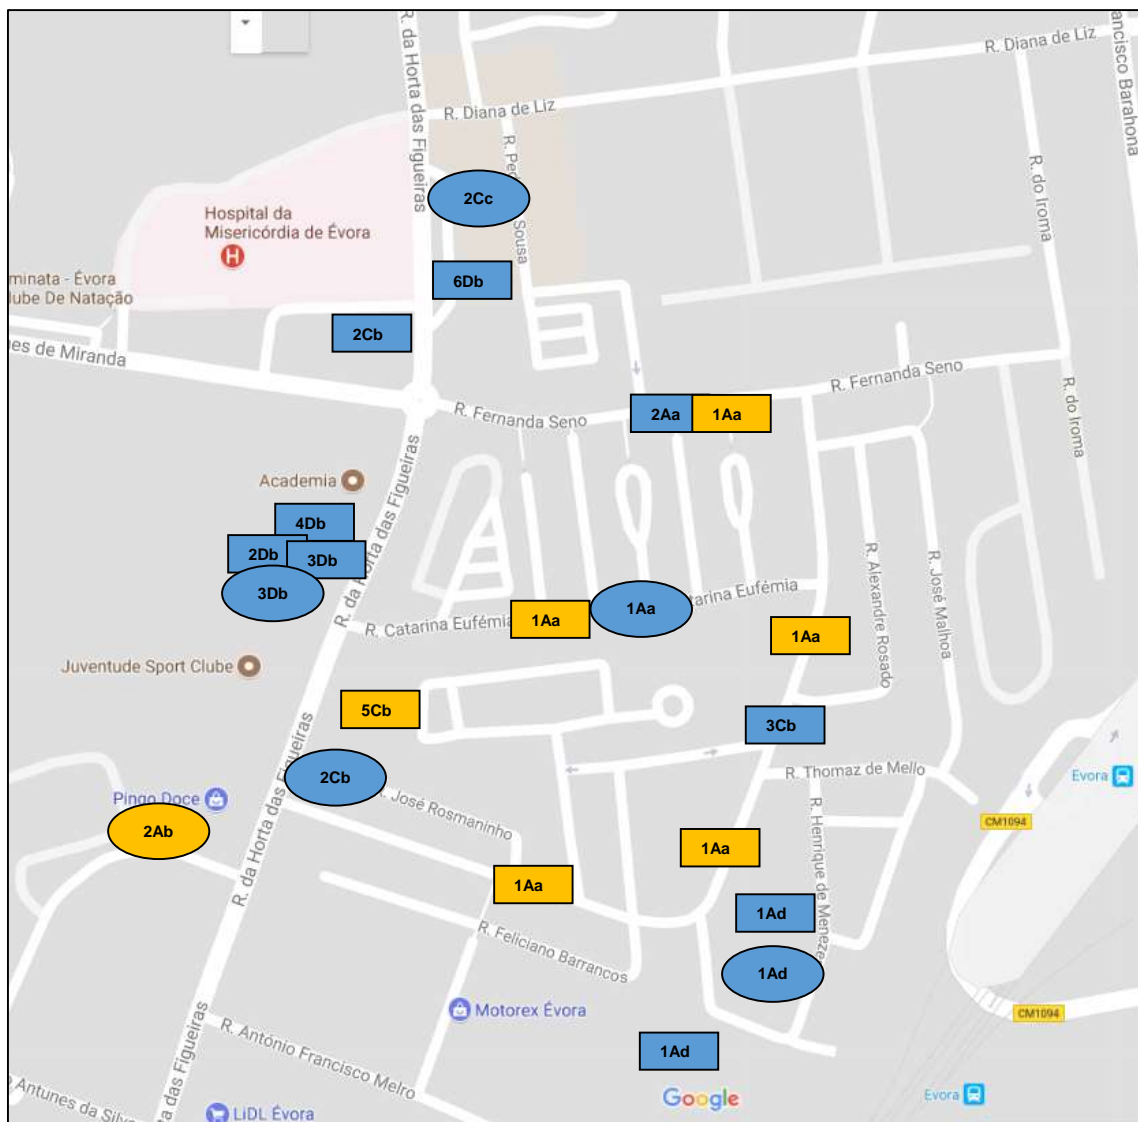 R. da Horta das Figueiras
R. Diana de Liz
ancisco Barahona
R. Diana de Liz
R. do Iroma
2Cc
Sousa
Hospital da
Misericórdia de Évora
H
minata - Évora
lube De Natação
6Db
2Cb
es de Miranda
R. Fernanda Seno
R. Fernanda Seno
2Aa
1Aa
R. do Iroma
R. da Horta das Figueiras
Academia
4Db
2Db
3Db
3Db
R. Alexandre Rosado
R. José Malhoa
R. Catarina Eufémia
1Aa
1Aa
tarina Eufémia
1Aa
Juventude Sport Clube
5Cb
3Cb
R. da Horta das Figueiras
2Cb
R. Thomaz de Mello
Evora
Pingo Doce
José Rosmaninho
CM1094
2Ab
1Aa
R. Henrique de Meneze
1Aa
1Ad
R. Feliciano Barrancos
1Ad
Motorex Évora
CM1094
R. António Francisco Melro
1Ad
Google
Evora
Antunes da Silva
ta das Figueiras
LiDL Évora